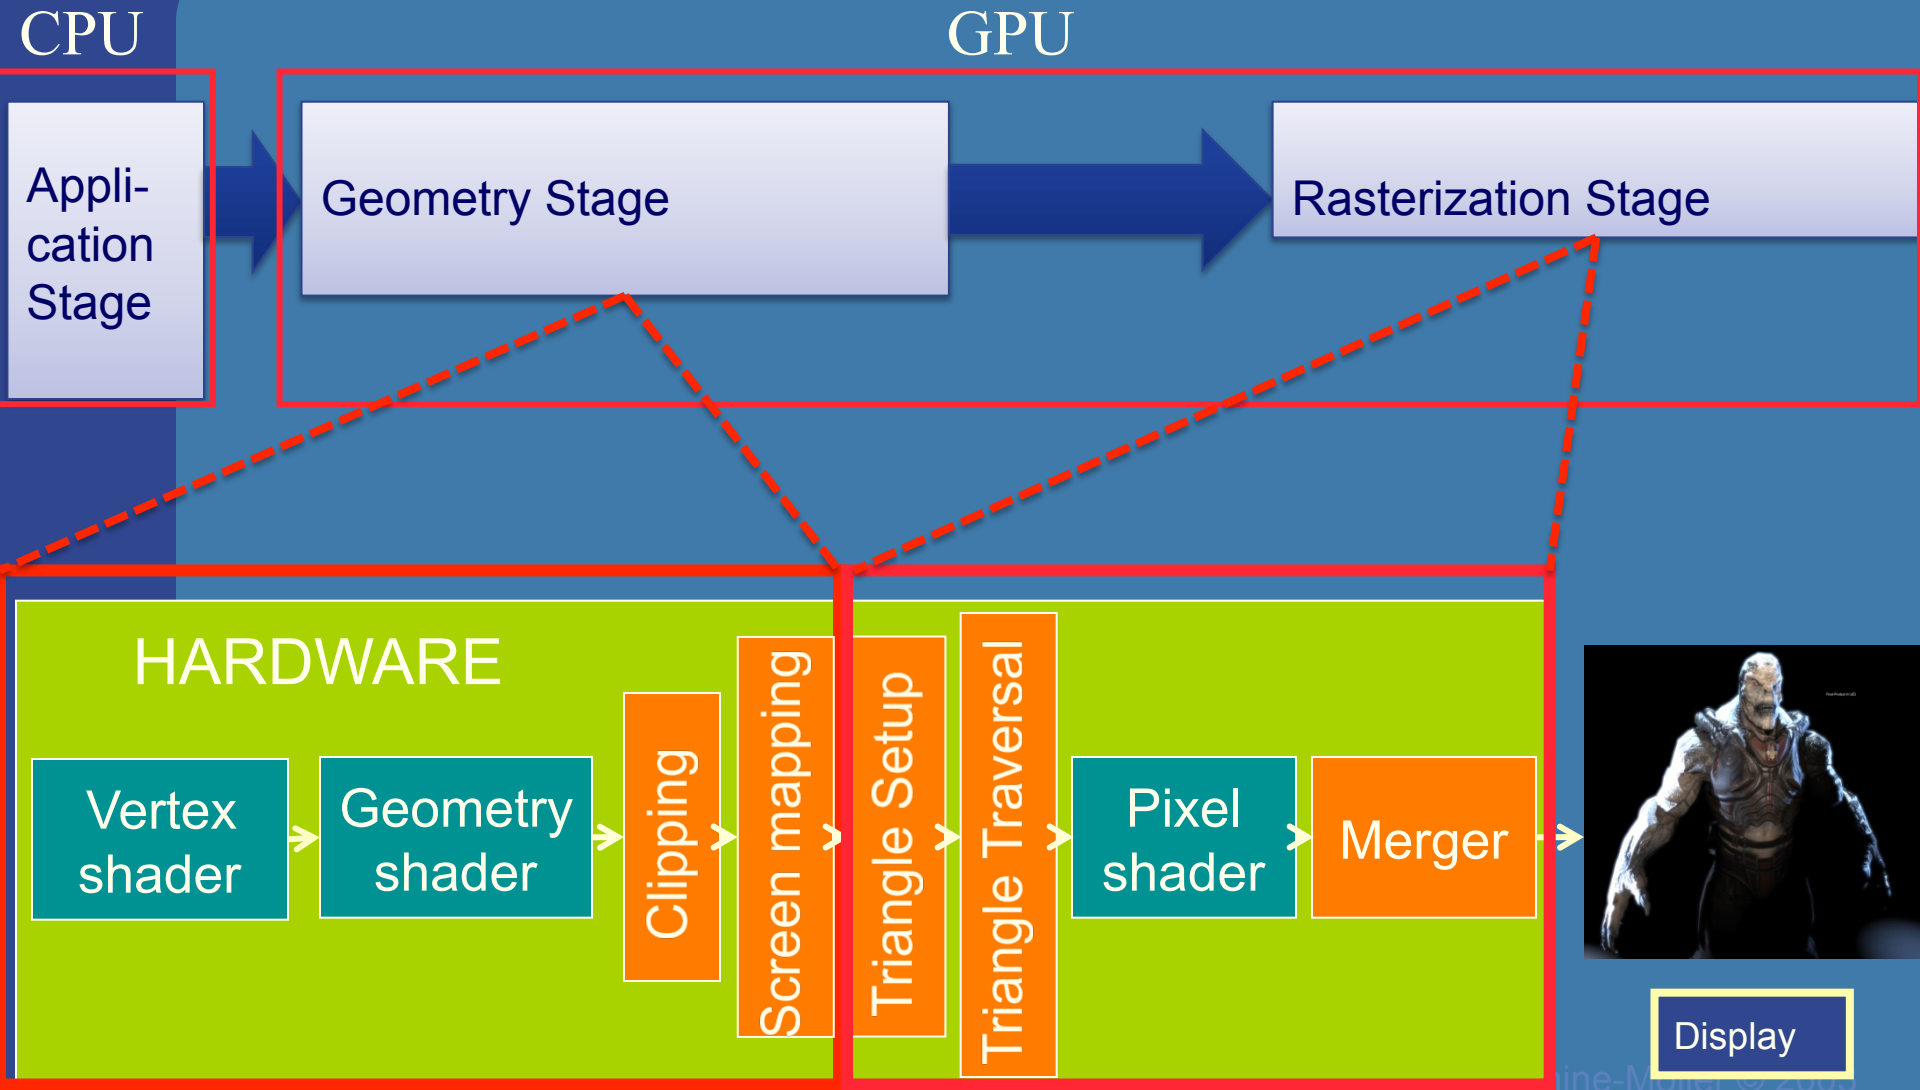 CPU
GPU
Appli-
cation
Stage
Geometry Stage
Rasterization Stage
HARDWARE
Vertex
shader
Geometry
shader
Clipping
Screen mapping
Triangle Setup
Triangle Traversal
Pixel
shader
Merger
Display